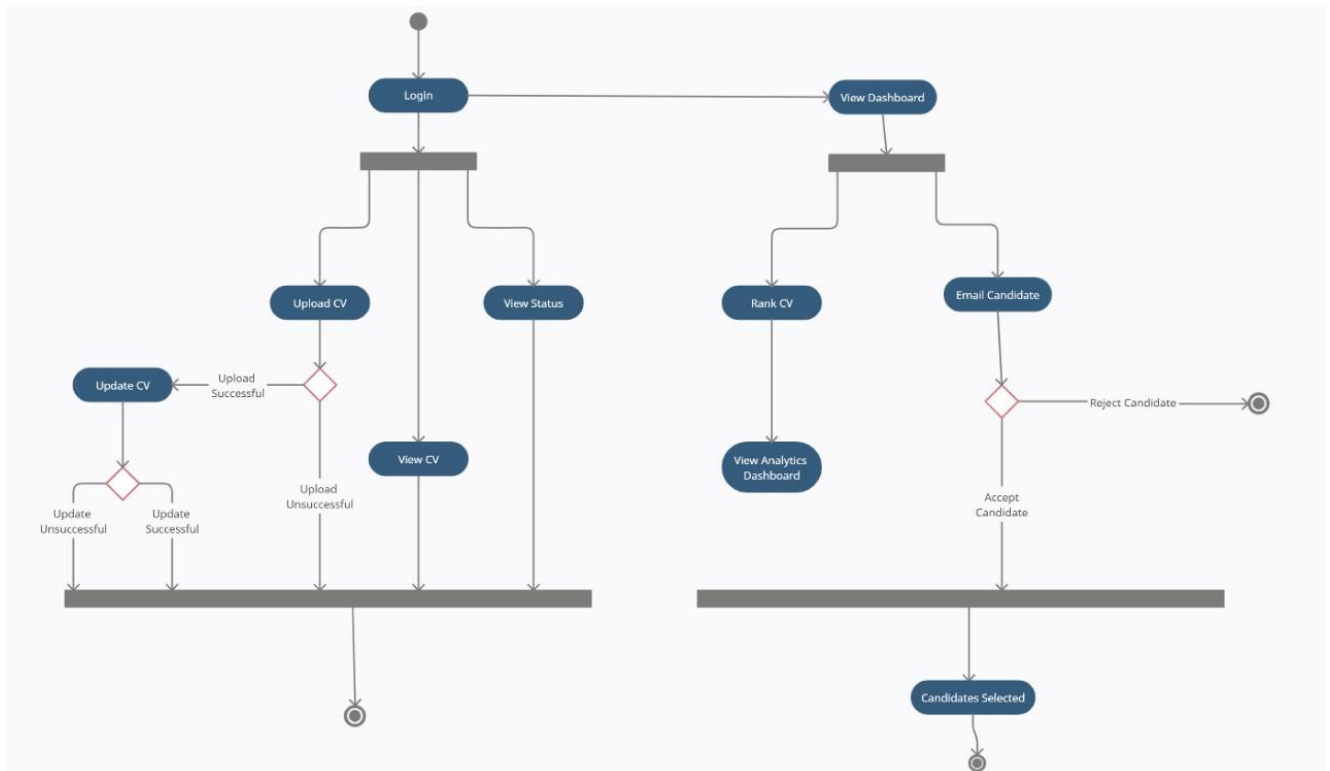 Login
View Dashboard
Upload CV
View Status
Rank CV
Email Candidate
Update CV
Upload
Successful
Reject Candidate
View CV
View Analytics
Dashboard
Upload
Unsuccessful
Accept
Candidate
Update
Unsuccessful
Update
Successful
Candidates Selected